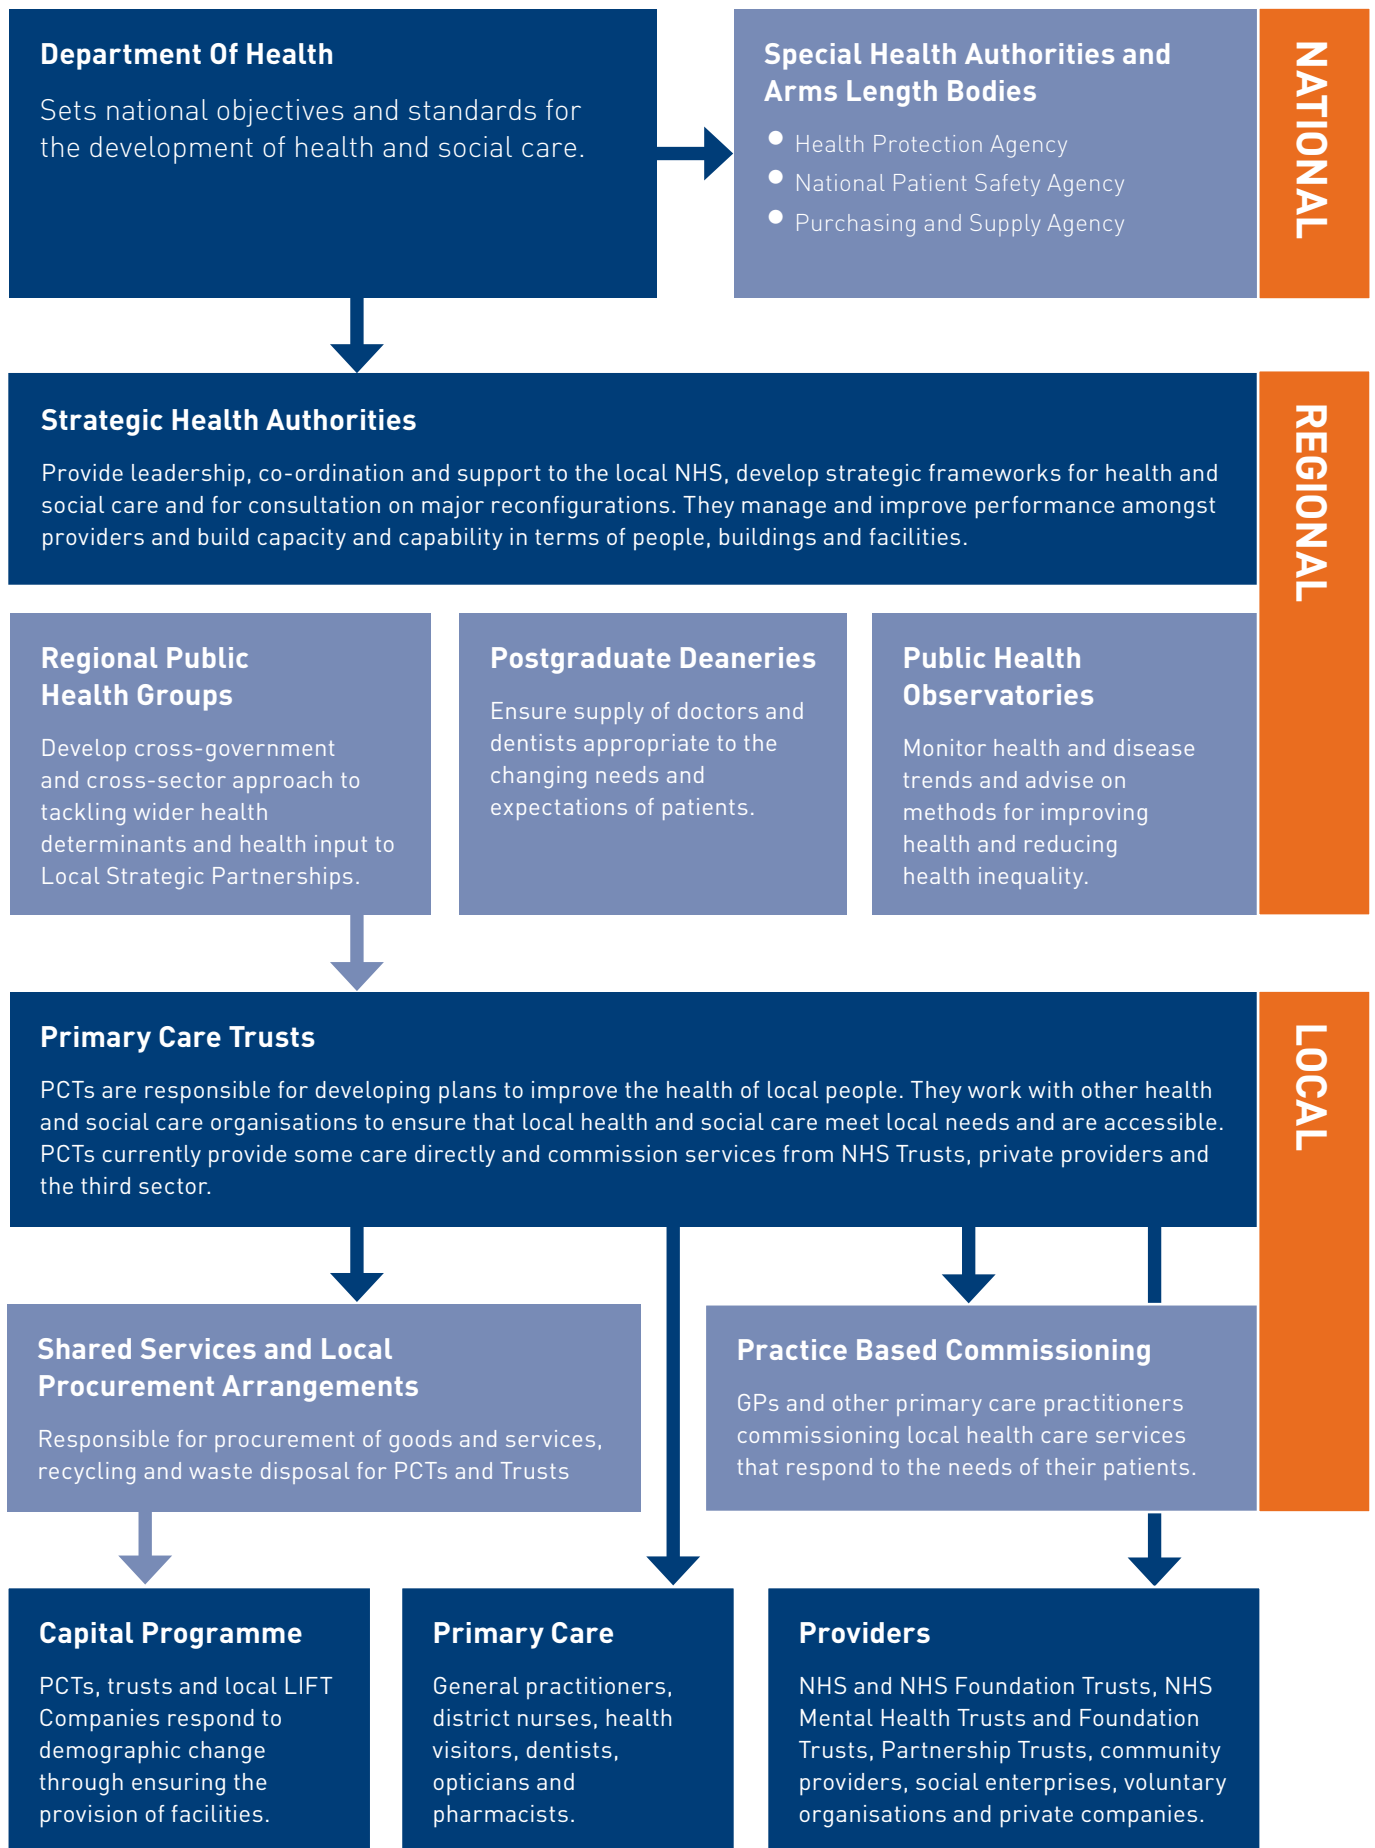 Department Of Health
Sets national objectives and standards for
the development of health and social care.
Special Health Authorities and
Arms Length Bodies
• Health Protection Agency
• National Patient Safety Agency
• Purchasing and Supply Agency
NATIONAL
Strategic Health Authorities
Provide leadership, co-ordination and support to the local NHS, develop strategic frameworks for health and
social care and for consultation on major reconfigurations. They manage and improve performance amongst
providers and build capacity and capability in terms of people, buildings and facilities.
REGIONAL
Regional Public
Health Groups
Develop cross-government
and cross-sector approach to
tackling wider health
determinants and health input to
Local Strategic Partnerships.
Postgraduate Deaneries
Ensure supply of doctors and
dentists appropriate to the
changing needs and
expectations of patients.
Public Health
Observatories
Monitor health and disease
trends and advise on
methods for improving
health and reducing
health inequality.
Primary Care Trusts
PCTs are responsible for developing plans to improve the health of local people. They work with other health
and social care organisations to ensure that local health and social care meet local needs and are accessible.
PCTs currently provide some care directly and commission services from NHS Trusts, private providers and
the third sector.
LOCAL
Shared Services and Local
Procurement Arrangements
Responsible for procurement of goods and services,
recycling and waste disposal for PCTs and Trusts
Practice Based Commissioning
GPs and other primary care practitioners
commissioning local health care services
that respond to the needs of their patients.
Capital Programme
PCTs, trusts and local LIFT
Companies respond to
demographic change
through ensuring the
provision of facilities.
Primary Care
General practitioners,
district nurses, health
visitors, dentists,
opticians and
pharmacists.
Providers
NHS and NHS Foundation Trusts, NHS
Mental Health Trusts and Foundation
Trusts, Partnership Trusts, community
providers, social enterprises, voluntary
organisations and private companies.